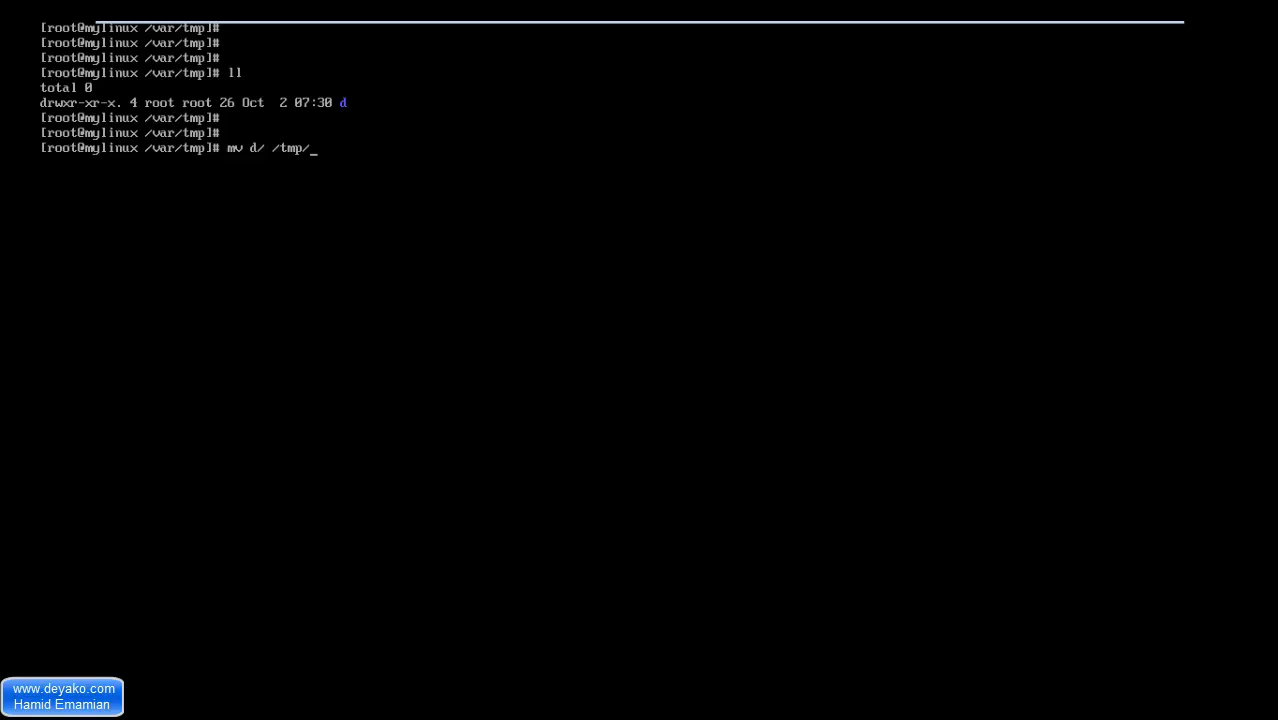 [root@mylinux /var/tmp]#
[root@mylinux /var/tmp]#
[root@mylinux /var/tmp]#
[root@mylinux /var/tmp]# ll
total 0
drwxr-xr-x. 4 root root 26 Oct  2 07:30 d
[root@mylinux /var/tmp]#
[root@mylinux /var/tmp]#
[root@mylinux /var/tmp]# mv d/ /tmp/_
www.deyako.com
Hamid Emamian